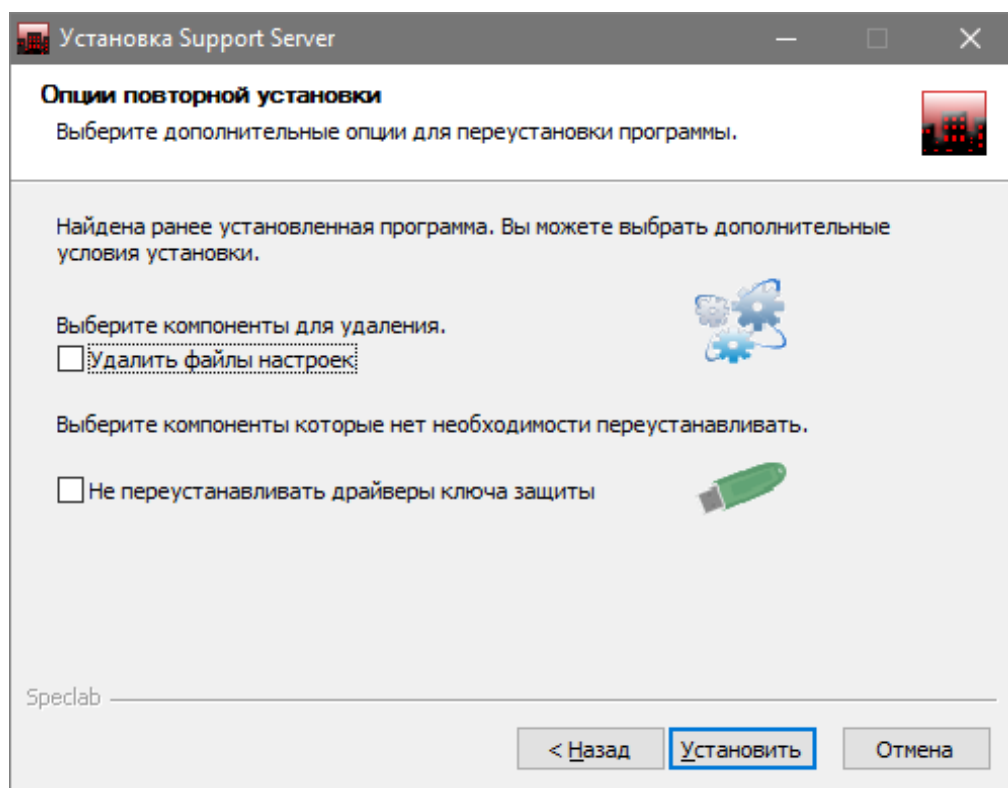 Установка Support Server
Опции повторной установки
Выберите дополнительные опции для переустановки программы.
Найдена ранее установленная программа. Вы можете выбрать дополнительные
условия установки.
Выберите компоненты для удаления.
Удалить файлы настроек
Выберите компоненты которые нет необходимости переустанавливать.
Не переустанавливать драйверы ключа защиты
Speclab
< Назад Установить Отмена